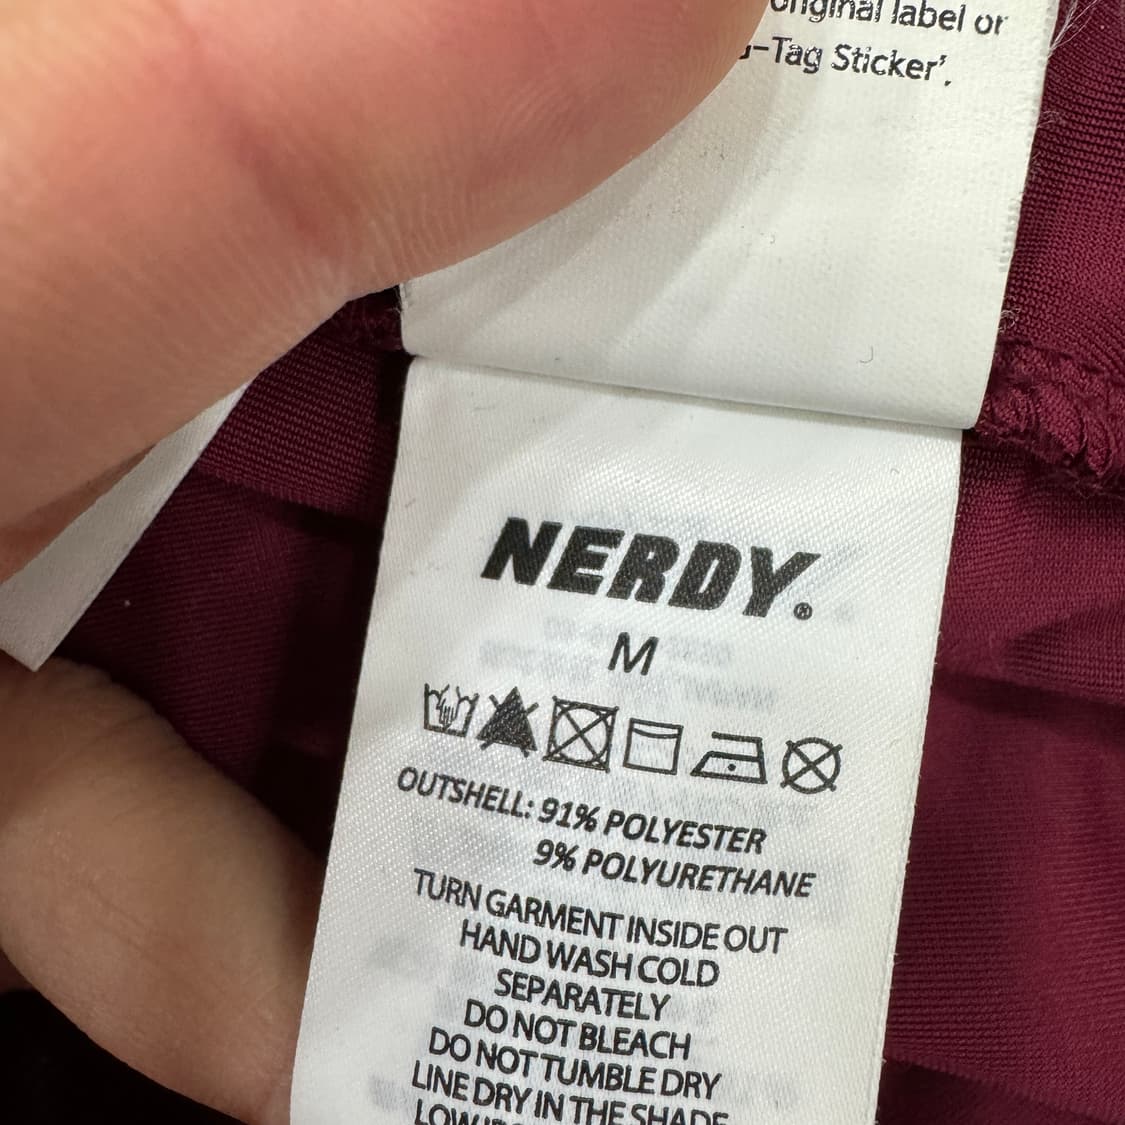 original label or
-Tag Sticker'.
NERDY.®
M
OUTSHELL: 91% POLYESTER
9% POLYURETHANE
TURN GARMENT INSIDE OUT
HAND WASH COLD
SEPARATELY
DO NOT BLEACH
DO NOT TUMBLE DRY
LINE DRY IN THE SHADE